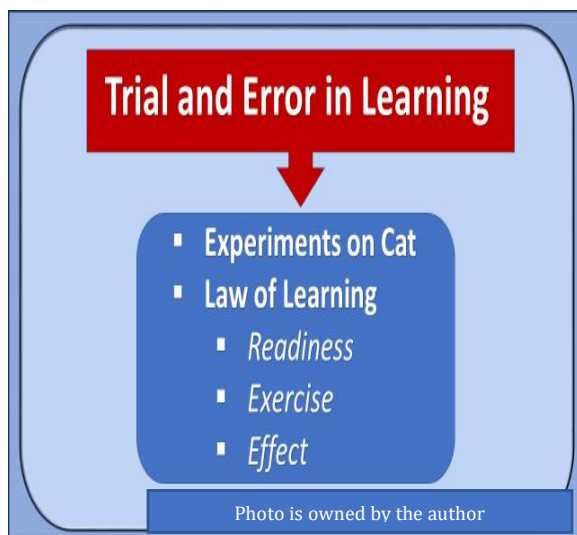 Trial and Error in Learning
▪ Experiments on Cat
▪ Law of Learning
▪ Readiness
▪ Exercise
▪ Effect
Photo is owned by the author